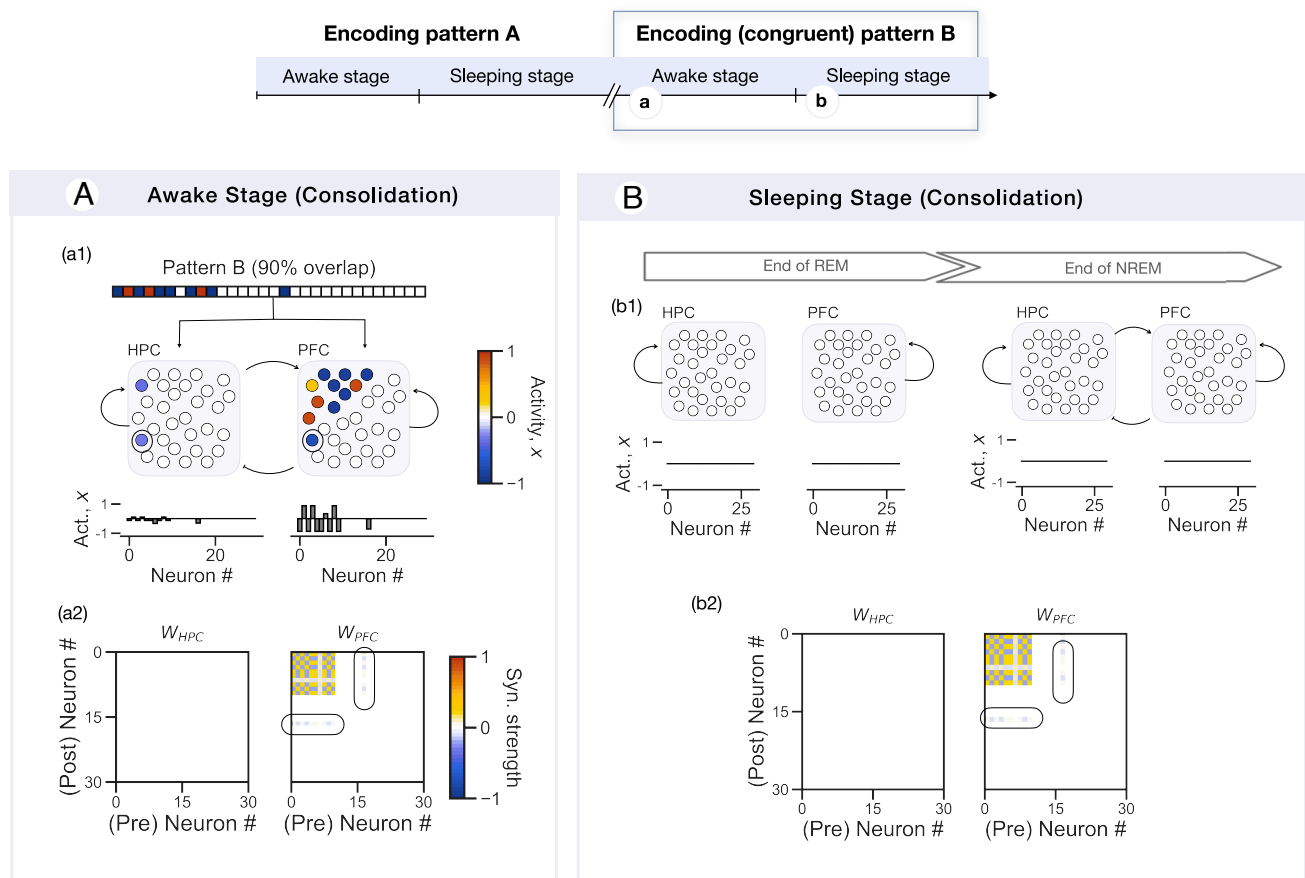 Encoding pattern A
Encoding (congruent) pattern B
Awake stage
Sleeping stage
Awake stage
Sleeping stage
a
b
A
Awake Stage (Consolidation)
(a1)
Pattern B (90% overlap)
HPC
PFC
1
0
−1
Activity, x
Act., x
1
-1
0
20
0
20
Neuron #
Neuron #
(a2)
W_HPC
W_PFC
(Post) Neuron #
0
15
30
0
15
30
0
15
30
(Pre) Neuron #
(Pre) Neuron #
1
0
−1
Syn. strength
B
Sleeping Stage (Consolidation)
End of REM
End of NREM
(b1)
HPC
PFC
HPC
PFC
Act., x
1
-1
0
25
0
25
Neuron #
Neuron #
Act., x
1
-1
0
25
0
25
Neuron #
Neuron #
(b2)
W_HPC
W_PFC
(Post) Neuron #
0
15
30
0
15
30
0
15
30
(Pre) Neuron #
(Pre) Neuron #